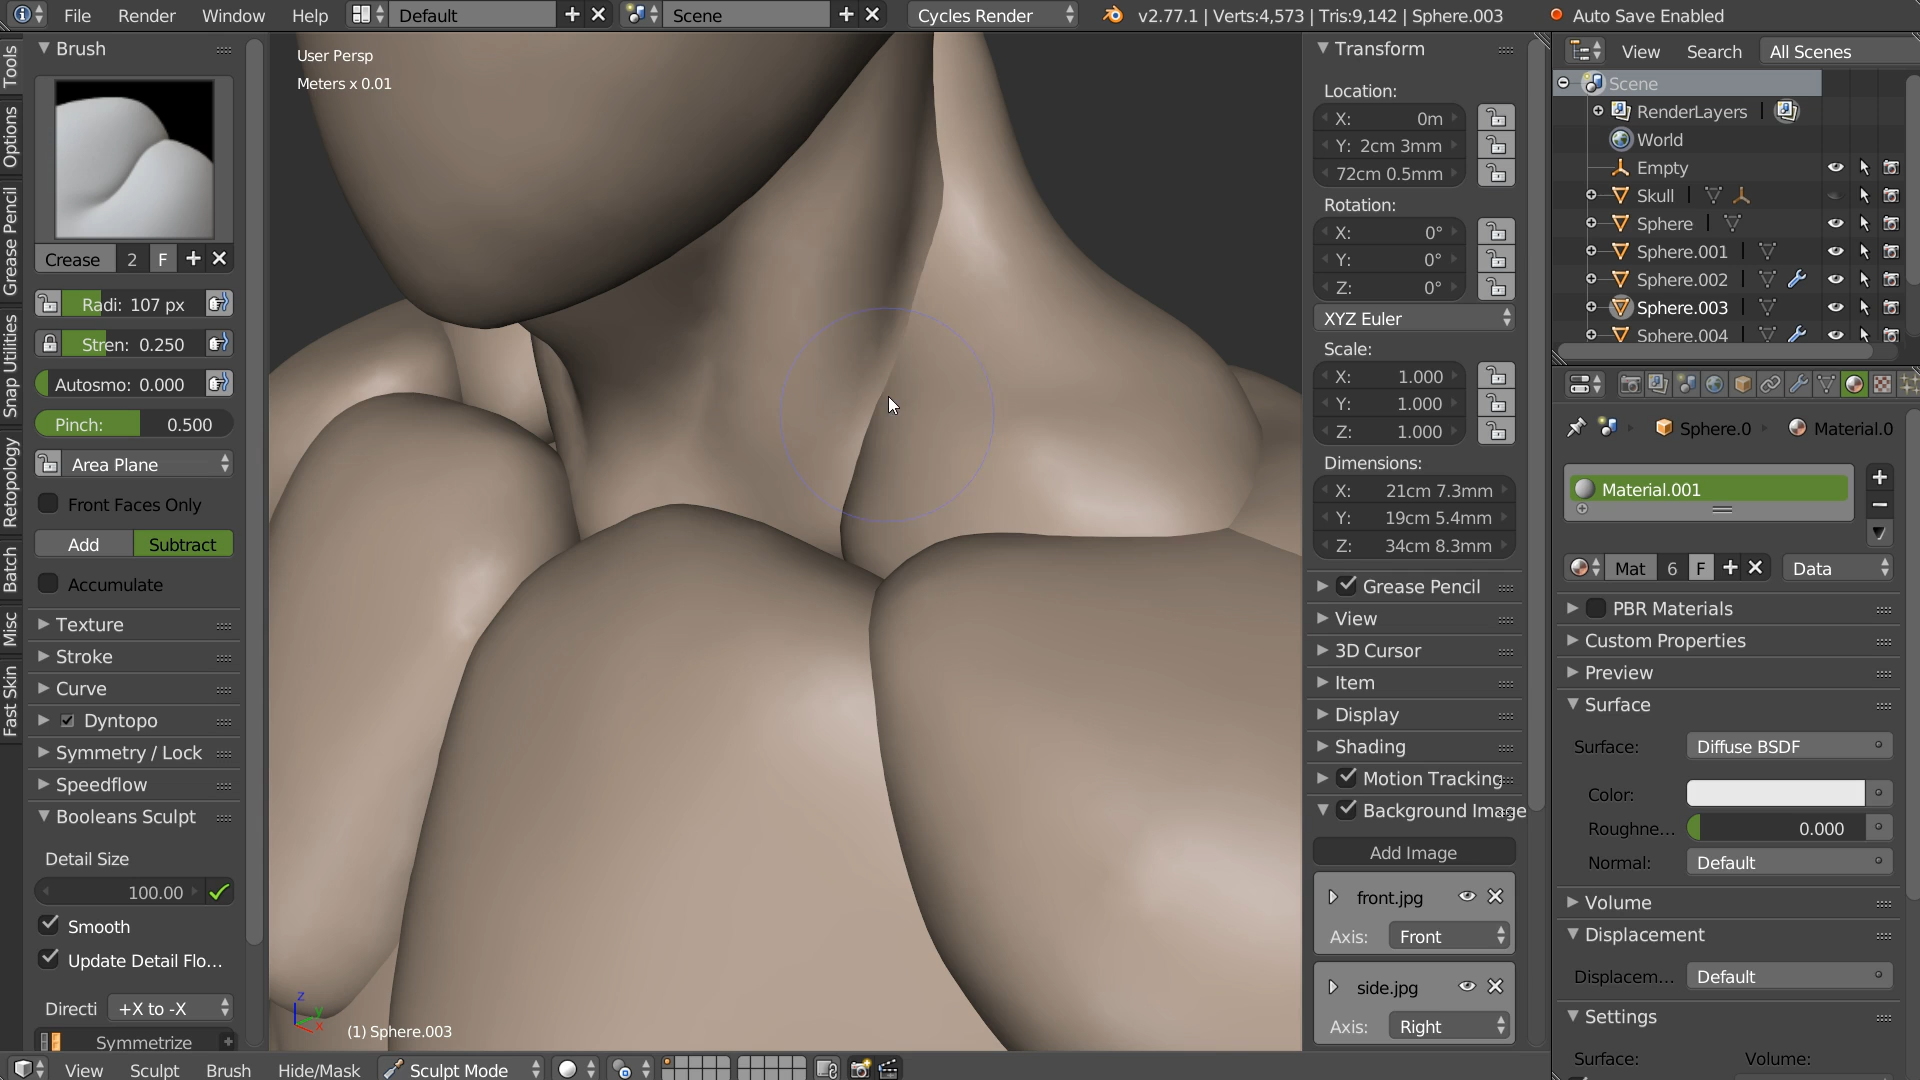 File Render Window Help Default Scene Cycles Render v2.77.1 | Verts:4,573 | Tris:9,142 | Sphere.003 Auto Save Enabled
Tools
Options
Grease Pencil
Snap Utilities
Retopology
Batch
Misc
Fast Skin
Brush
Crease 2 F
Radi: 107 px
Stren: 0.250
Autosmo: 0.000
Pinch: 0.500
Area Plane
Front Faces Only
Add Subtract
Accumulate
Texture
Stroke
Curve
Dyntopo
Symmetry / Lock
Speedflow
Booleans Sculpt
Detail Size
100.00
Smooth
Update Detail Flo...
Directi +X to -X
Symmetrize
User Persp
Meters x 0.01
z
y
x
(1) Sphere.003
View Sculpt Brush Hide/Mask Sculpt Mode
Transform
Location:
X: 0m
Y: 2cm 3mm
72cm 0.5mm
Rotation:
X: 0°
Y: 0°
Z: 0°
XYZ Euler
Scale:
X: 1.000
Y: 1.000
Z: 1.000
Dimensions:
X: 21cm 7.3mm
Y: 19cm 5.4mm
Z: 34cm 8.3mm
Grease Pencil
View
3D Cursor
Item
Display
Shading
Motion Tracking
Background Image
Add Image
front.jpg
Axis: Front
side.jpg
Axis: Right
View Search All Scenes
Scene
RenderLayers |
World
Empty
Skull |
Sphere |
Sphere.001 |
Sphere.002 |
Sphere.003 |
Sphere.004 |
Sphere.0 Material.0
Material.001
Mat 6 F Data
PBR Materials
Custom Properties
Preview
Surface
Surface: Diffuse BSDF
Color:
Roughne... 0.000
Normal: Default
Volume
Displacement
Displacem... Default
Settings
Surface: Volume: